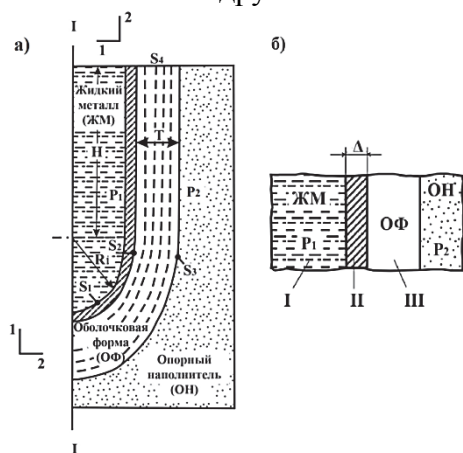 а)
I
2
1
S₄
Жидкий
металл
(ЖМ)
H
T
P₁
P₂
S₂
R₁
S₁
S₃
Оболочковая
форма
(ОФ)
Опорный
наполнитель
(ОН)
1
2
I
б)
Δ
ЖМ
ОФ
ОН
P₁
P₂
I
II
III